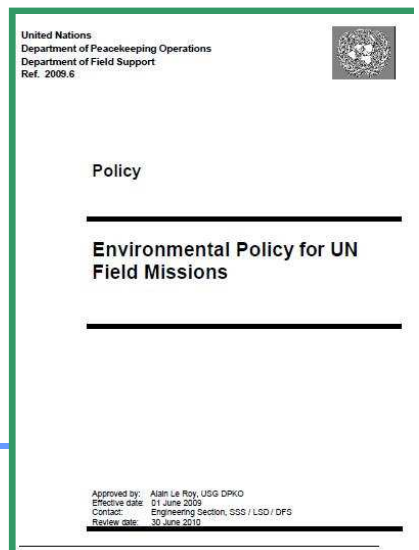 United Nations
Department of Peacekeeping Operations
Department of Field Support
Ref. 2009.6
Policy
Environmental Policy for UN
Field Missions
Approved by: Alain Le Roy, USG DPKO
Effective date: 01 June 2009
Contact: Engineering Section, SSS / LSD / DFS
Review date: 30 June 2010